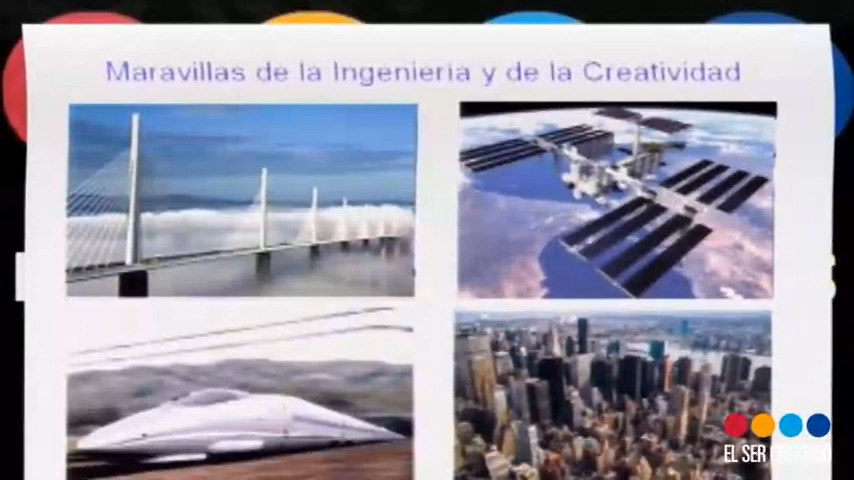 Maravillas de la Ingeniería y de la Creatividad
EL SER